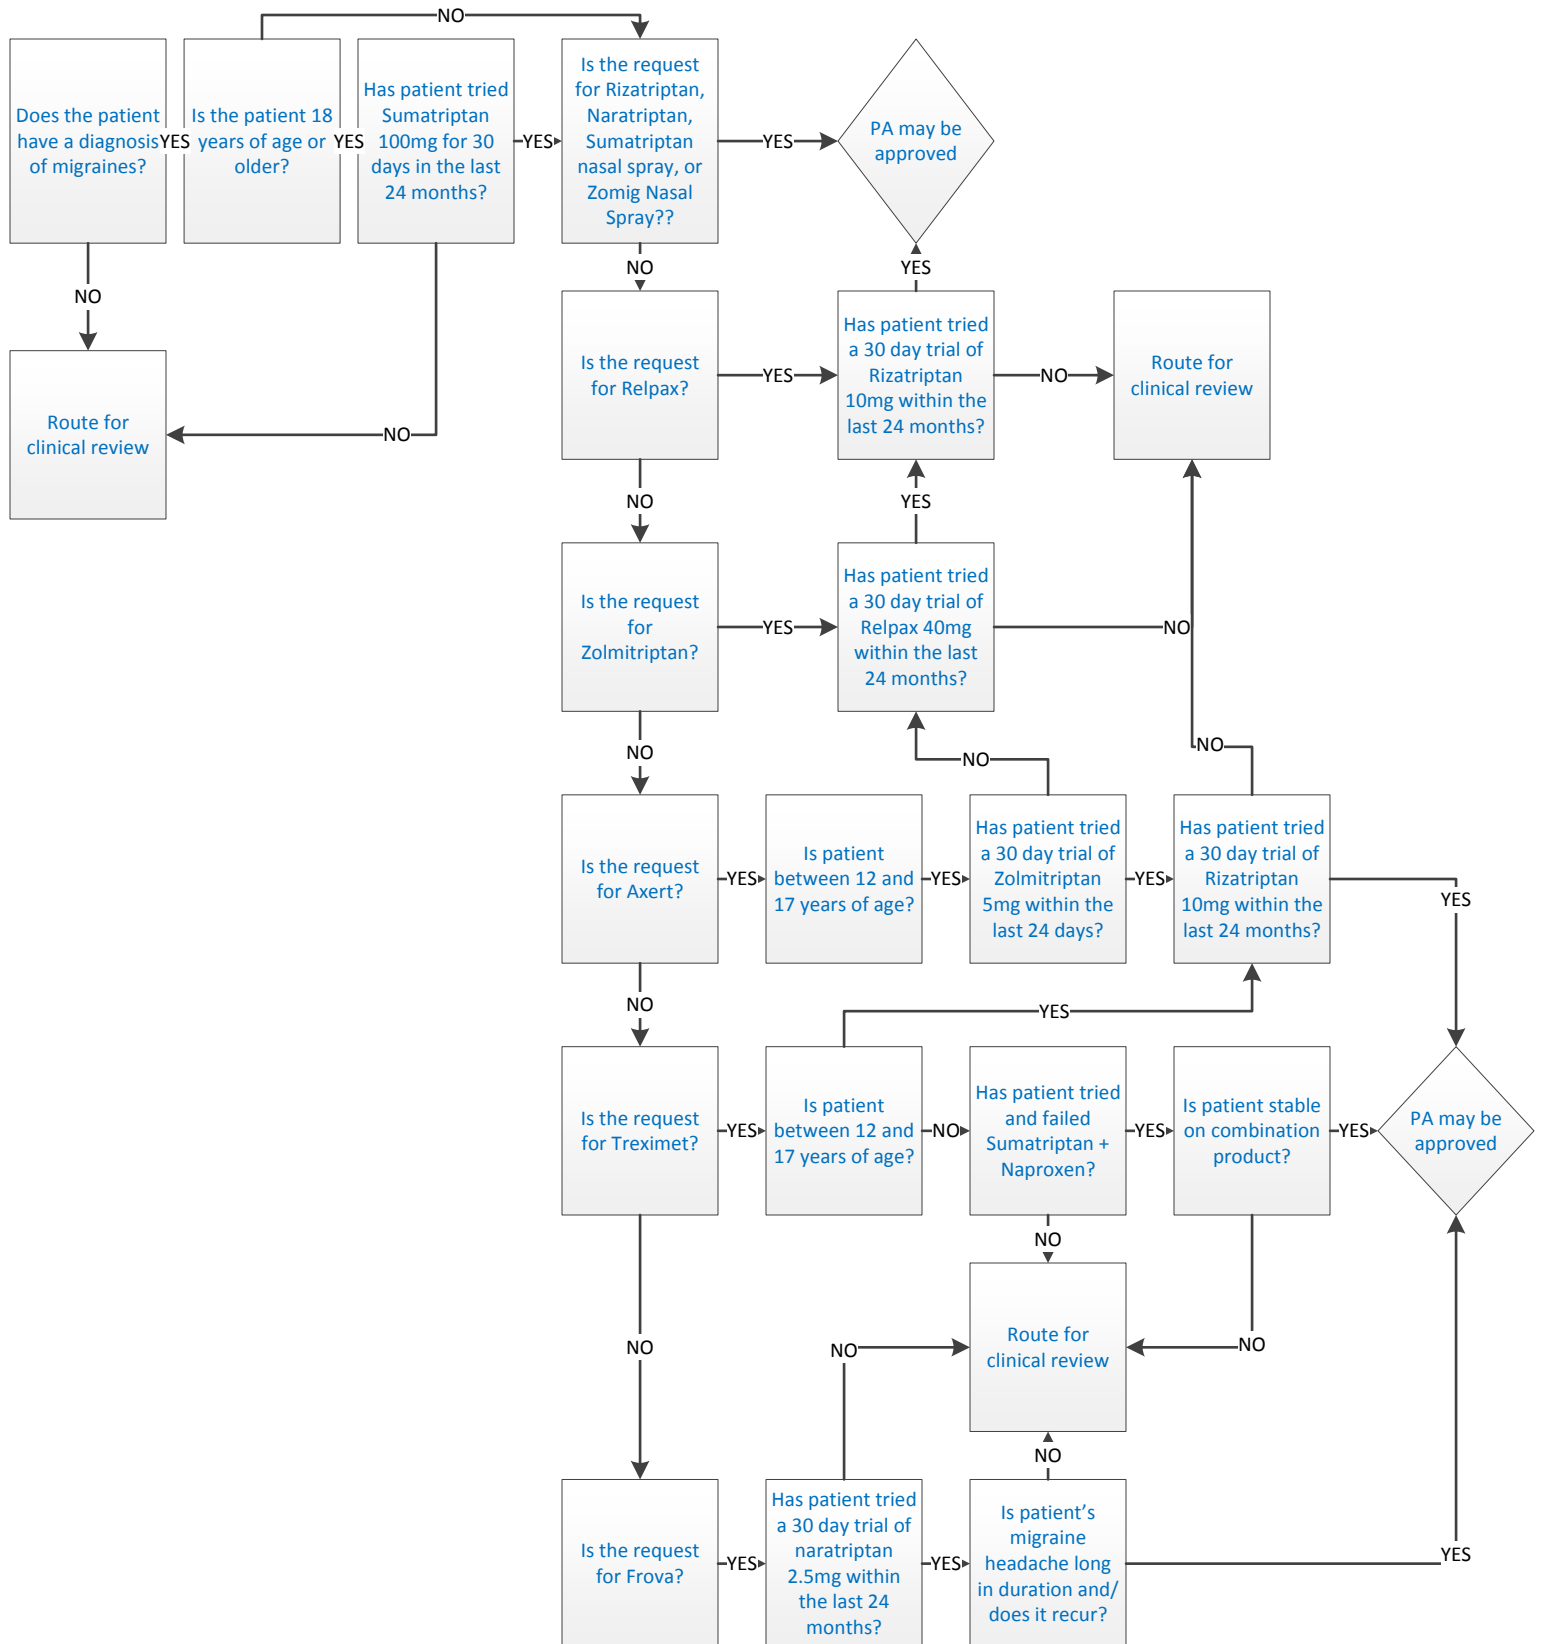 NO
Does the patient
have a diagnosis
of migraines?
YES
Is the patient 18
years of age or
older?
YES
Has patient tried
Sumatriptan
100mg for 30
days in the last
24 months?
YES
Is the request
for Rizatriptan,
Naratriptan,
Sumatriptan
nasal spray, or
Zomig Nasal
Spray??
YES
PA may be
approved
NO
NO
YES
Route for
clinical review
NO
Is the request
for Relpax?
YES
Has patient tried
a 30 day trial of
Rizatriptan
10mg within the
last 24 months?
NO
Route for
clinical review
NO
YES
Is the request
for
Zolmitriptan?
YES
Has patient tried
a 30 day trial of
Relpax 40mg
within the last
24 months?
NO
NO
NO
NO
Is the request
for Axert?
YES
Is patient
between 12 and
17 years of age?
YES
Has patient tried
a 30 day trial of
Zolmitriptan
5mg within the
last 24 days?
YES
Has patient tried
a 30 day trial of
Rizatriptan
10mg within the
last 24 months?
YES
NO
YES
Is the request
for Treximet?
YES
Is patient
between 12 and
17 years of age?
NO
Has patient tried
and failed
Sumatriptan +
Naproxen?
YES
Is patient stable
on combination
product?
YES
PA may be
approved
NO
NO
NO
Route for
clinical review
NO
NO
Is the request
for Frova?
YES
Has patient tried
a 30 day trial of
naratriptan
2.5mg within
the last 24
months?
YES
Is patient's
migraine
headache long
in duration and/
does it recur?
YES